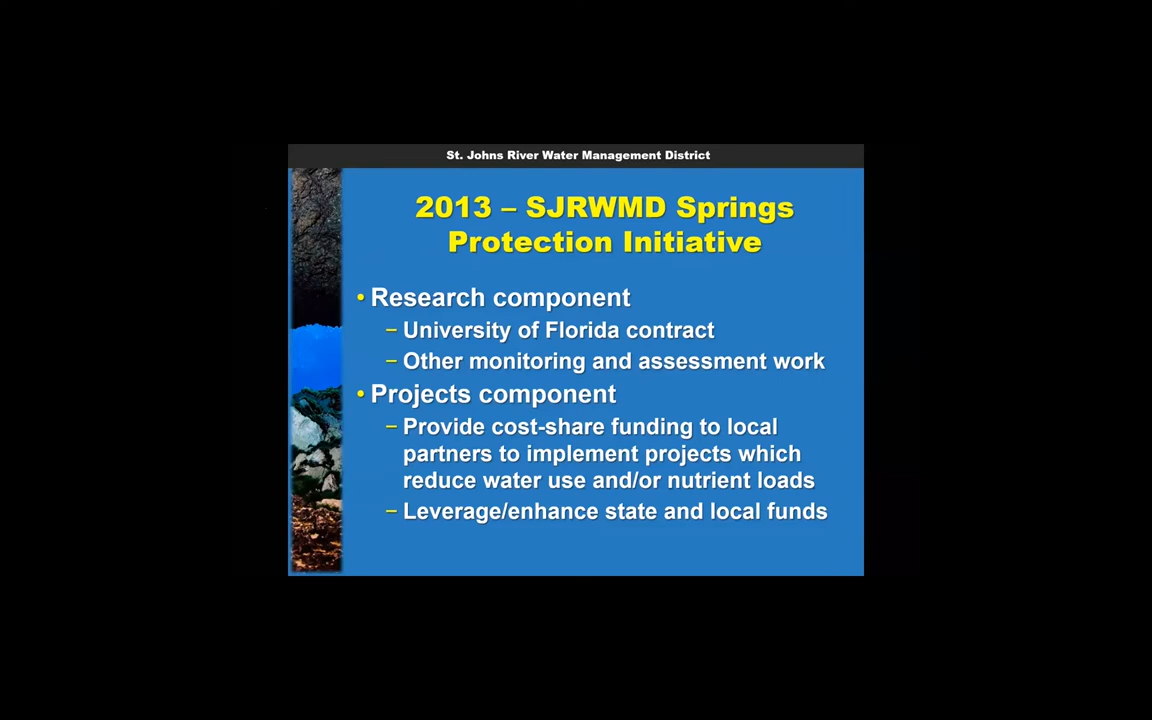 St. Johns River Water Management District
2013 – SJRWMD Springs
Protection Initiative
• Research component
– University of Florida contract
– Other monitoring and assessment work
• Projects component
– Provide cost-share funding to local
partners to implement projects which
reduce water use and/or nutrient loads
– Leverage/enhance state and local funds